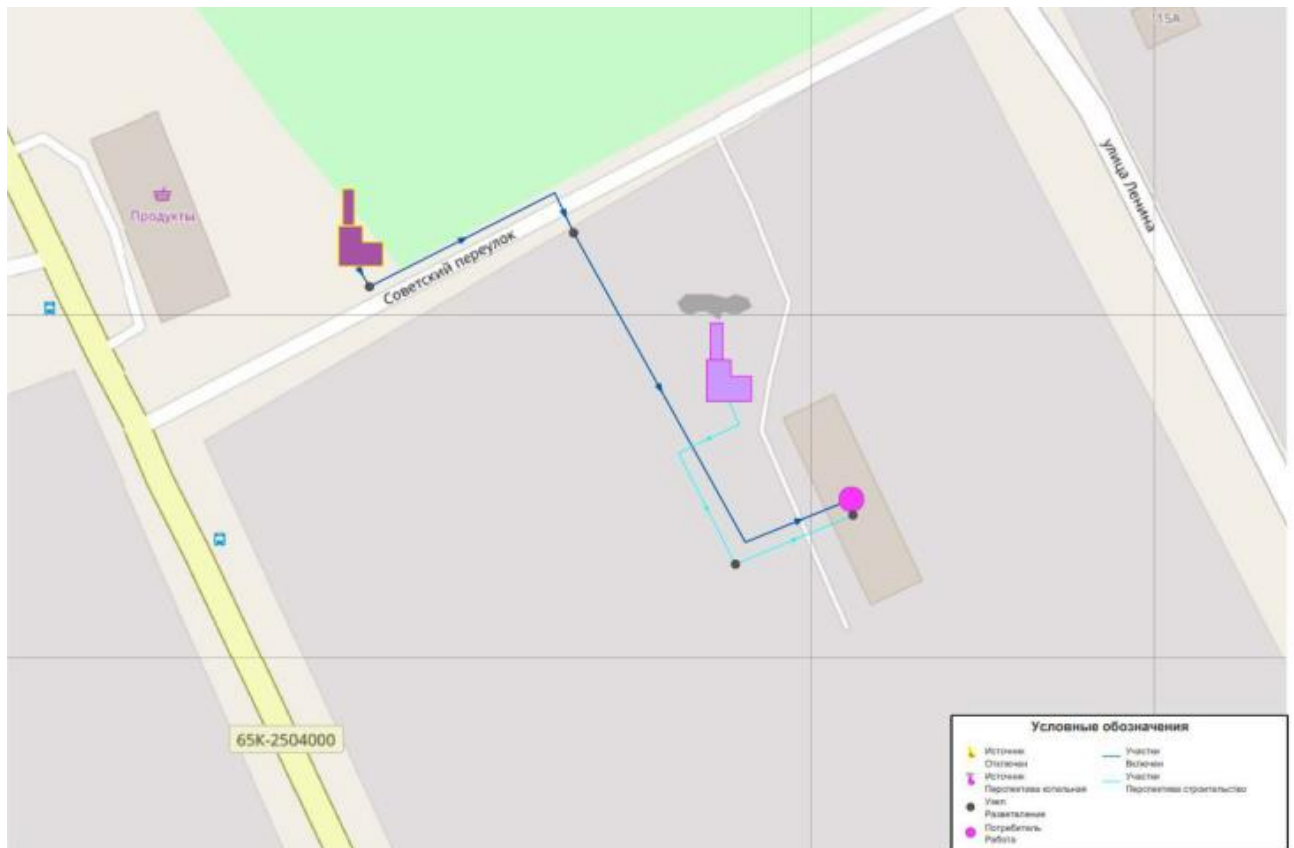 15А
улица Ленина
Продукты
Советский переулок
65К-2504000
Условные обозначения
Источник
Отключен
Источник
Перспектива котельная
Узел
Разветвление
Потребитель
Работа
Участки
Включен
Участки
Перспектива строительство